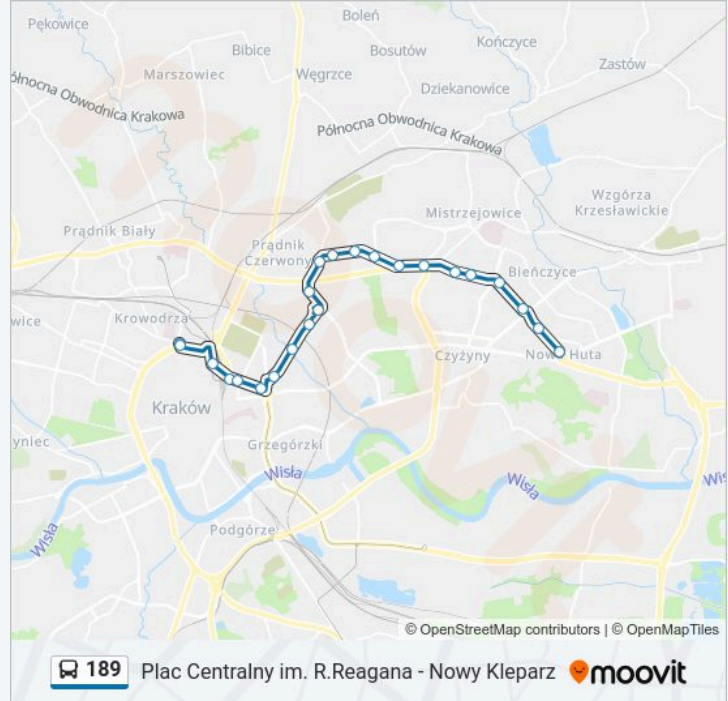 Pękowice
Boleń
Kończyce
Bibice
Bosutów
Zastów
Marszowiec
Węgrzce
Dziekanowice
Północna Obwodnica Krakowa
Północna Obwodnica Krakowa
Wzgórza
Krzesławickie
Mistrzejowice
Prądnik Biały
Prądnik
Czerwony
Bieńczyce
wice
Krowodrza
Czyżyny
Nowa Huta
Kraków
yniec
Grzegórzki
Wisła
Wisła
Wis
Podgórze
Wisła
© OpenStreetMap contributors | © OpenMapTiles
189 Plac Centralny im. R.Reagana - Nowy Kleparz moovit